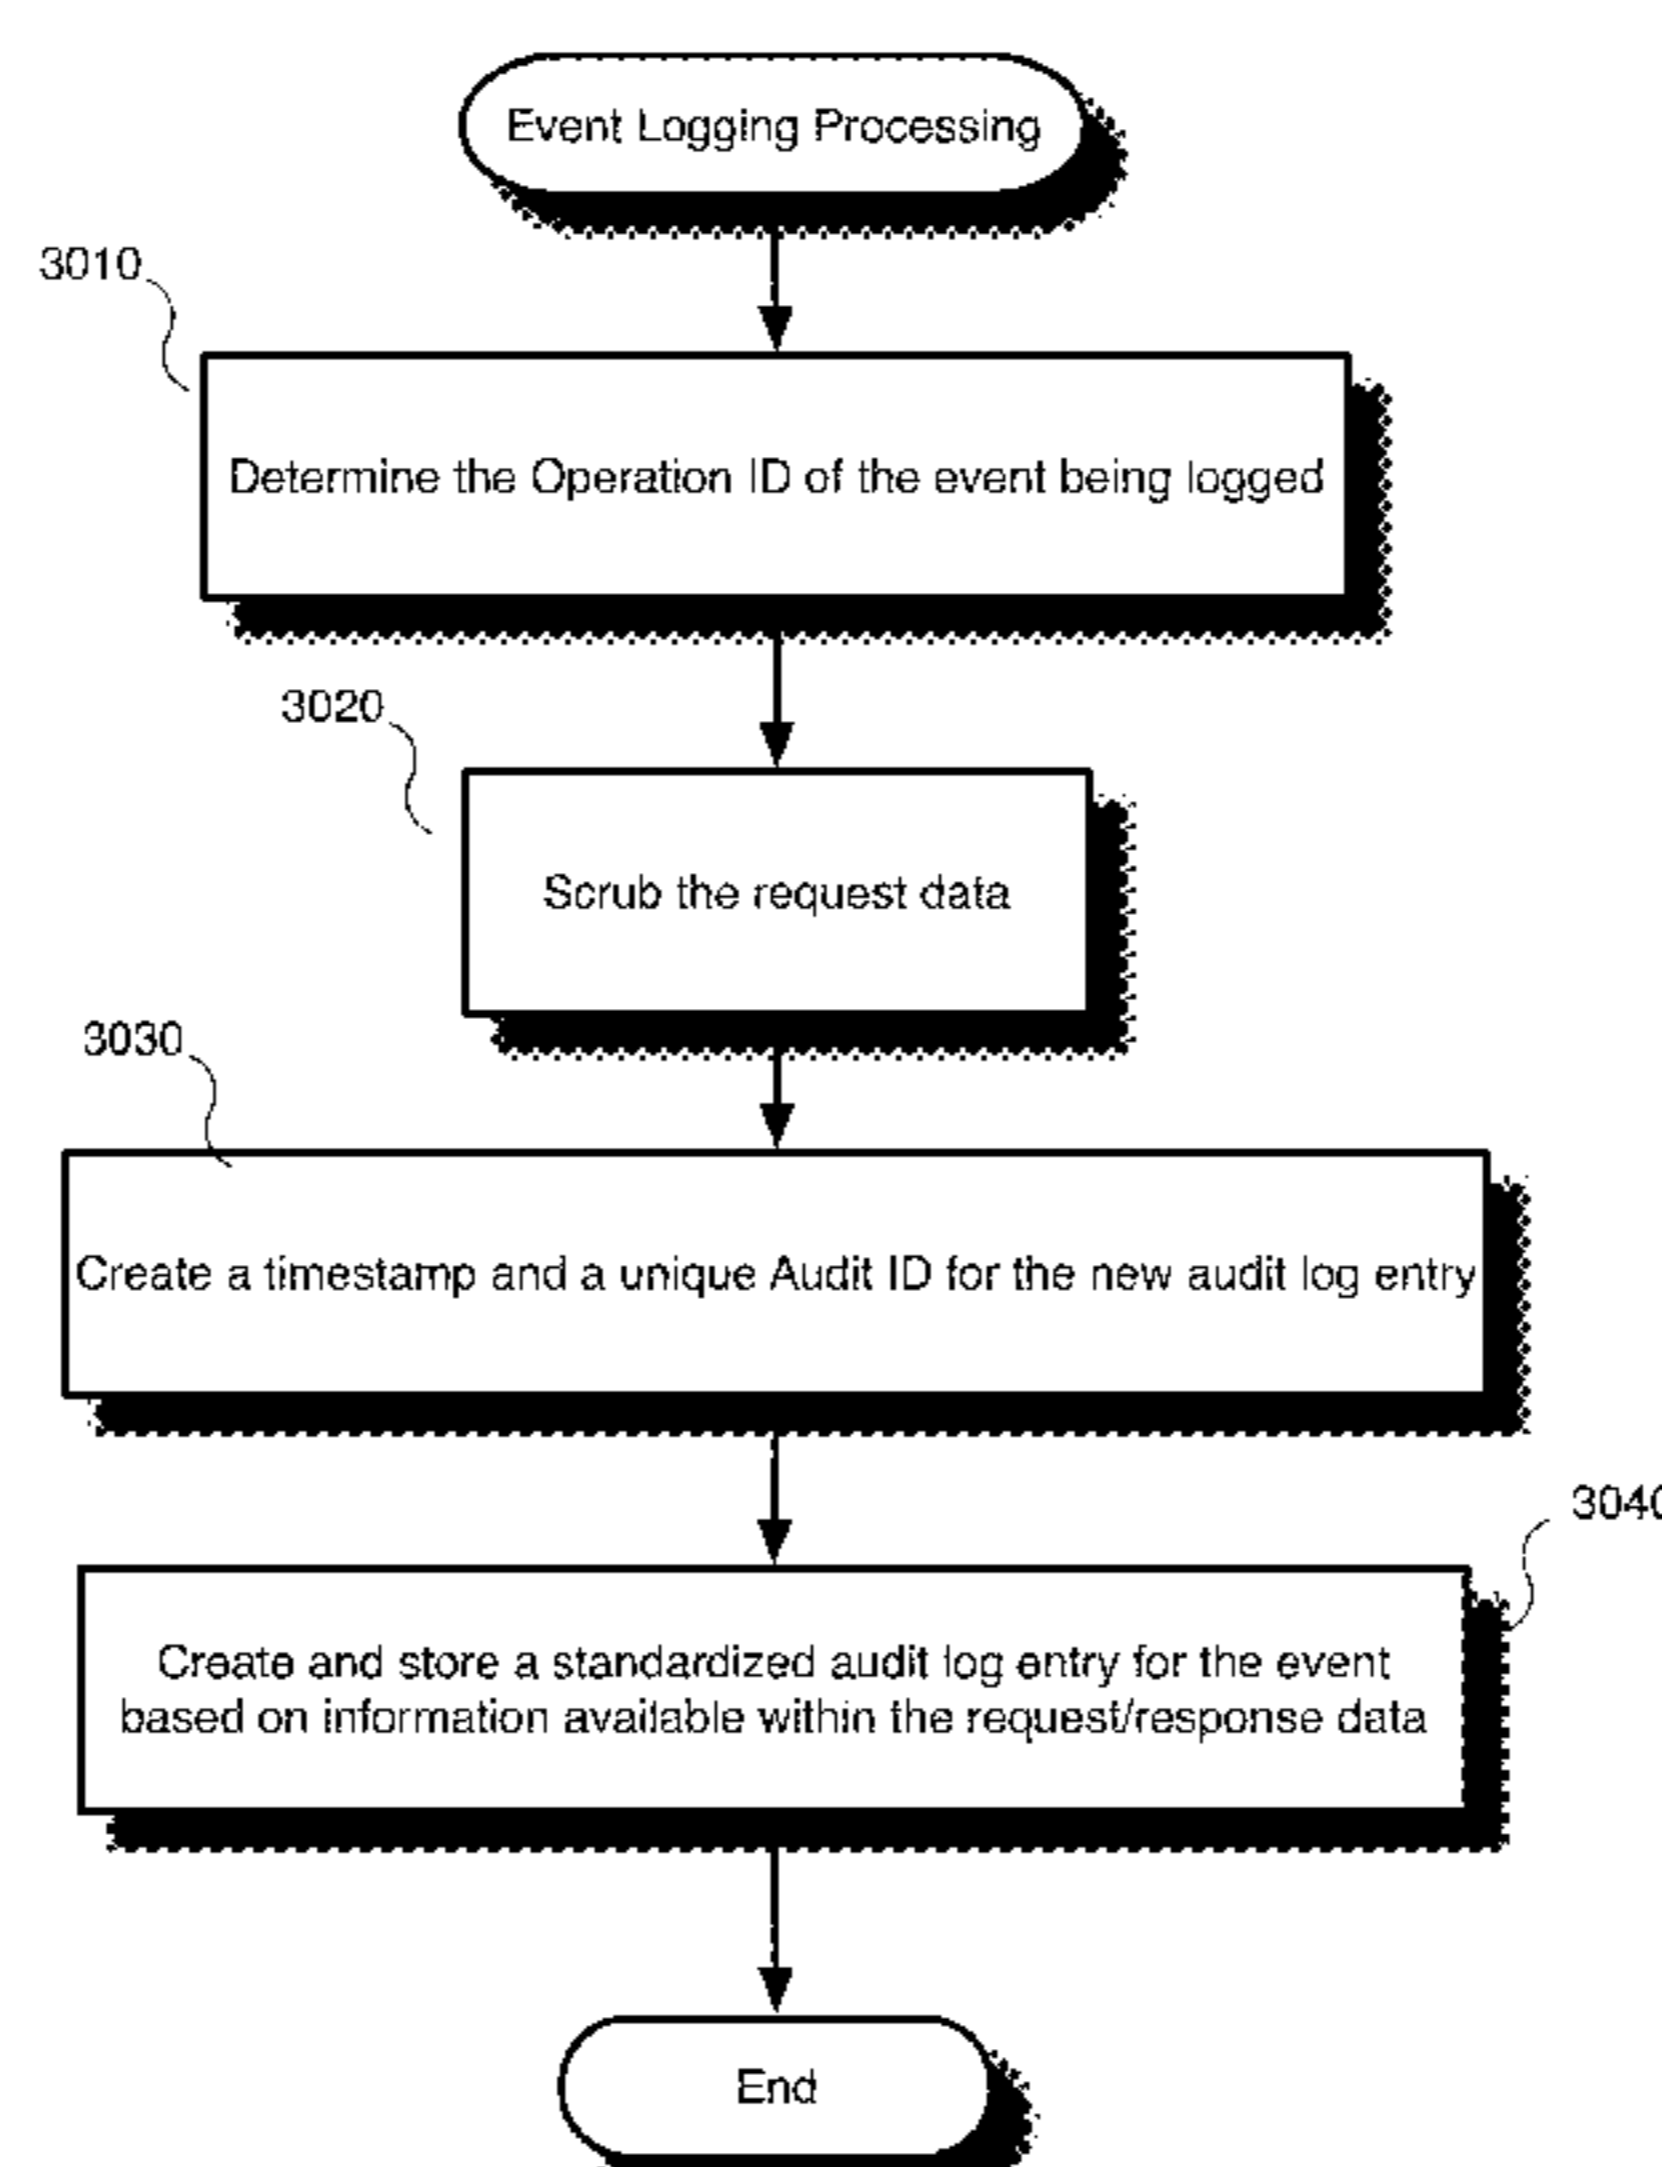 Event Logging Processing
3010
Determine the Operation ID of the event being logged
3020
Scrub the request data
3030
Create a timestamp and a unique Audit ID for the new audit log entry
3040
Create and store a standardized audit log entry for the event
based on information available within the request/response data
End